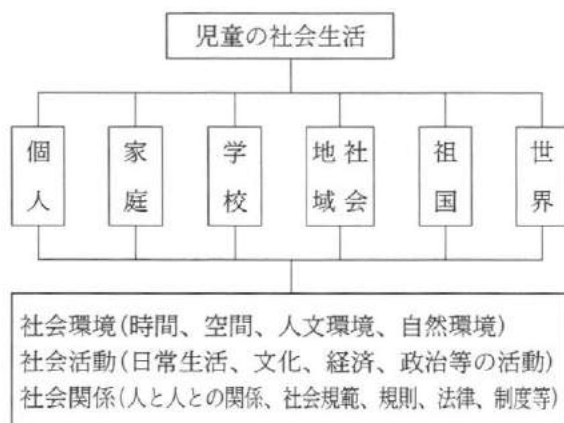 児童の社会生活
個人
家庭
学校
地域社会
祖国
世界
社会環境(時間、空間、人文環境、自然環境)
社会活動(日常生活、文化、経済、政治等の活動)
社会関係(人と人との関係、社会規範、規則、法律、制度等)